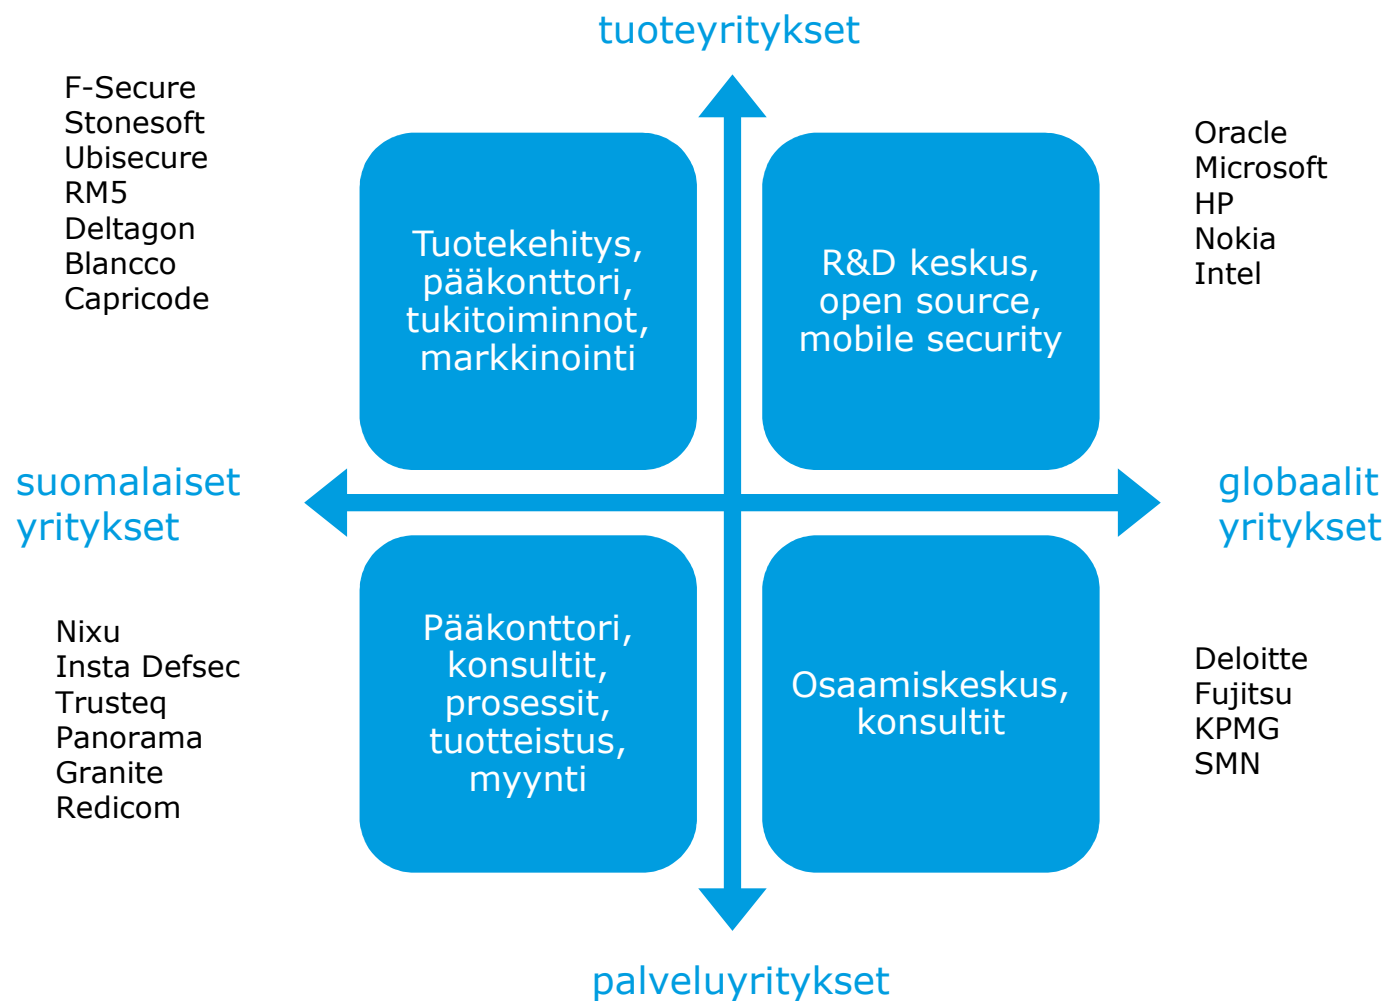 tuoteyritykset
F-Secure
Stonesoft
Ubisecure
RM5
Deltagon
Blancco
Capricode
Tuotekehitys,
pääkonttori,
tukitoiminnot,
markkinointi
R&D keskus,
open source,
mobile security
Oracle
Microsoft
HP
Nokia
Intel
suomalaiset
yritykset
globaalit
yritykset
Nixu
Insta Defsec
Trusteq
Panorama
Granite
Redicom
Pääkonttori,
konsultit,
prosessit,
tuotteistus,
myynti
Osaamiskeskus,
konsultit
Deloitte
Fujitsu
KPMG
SMN
palveluyritykset